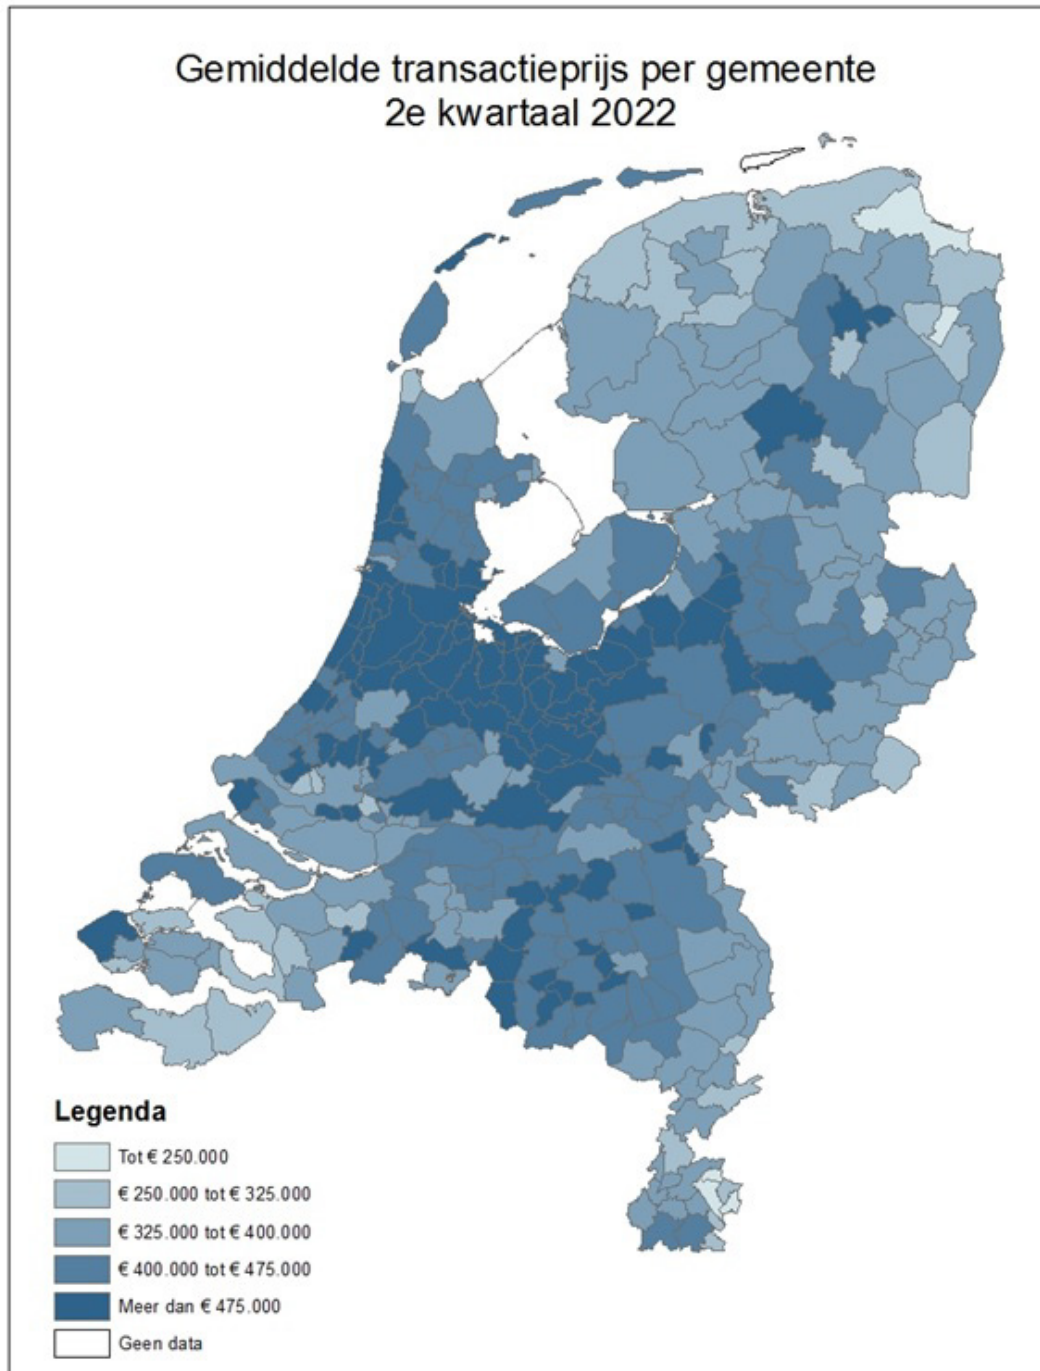 Gemiddelde transactieprijs per gemeente
2e kwartaal 2022
Legenda
Tot € 250.000
€ 250.000 tot € 325.000
€ 325.000 tot € 400.000
€ 400.000 tot € 475.000
Meer dan € 475.000
Geen data